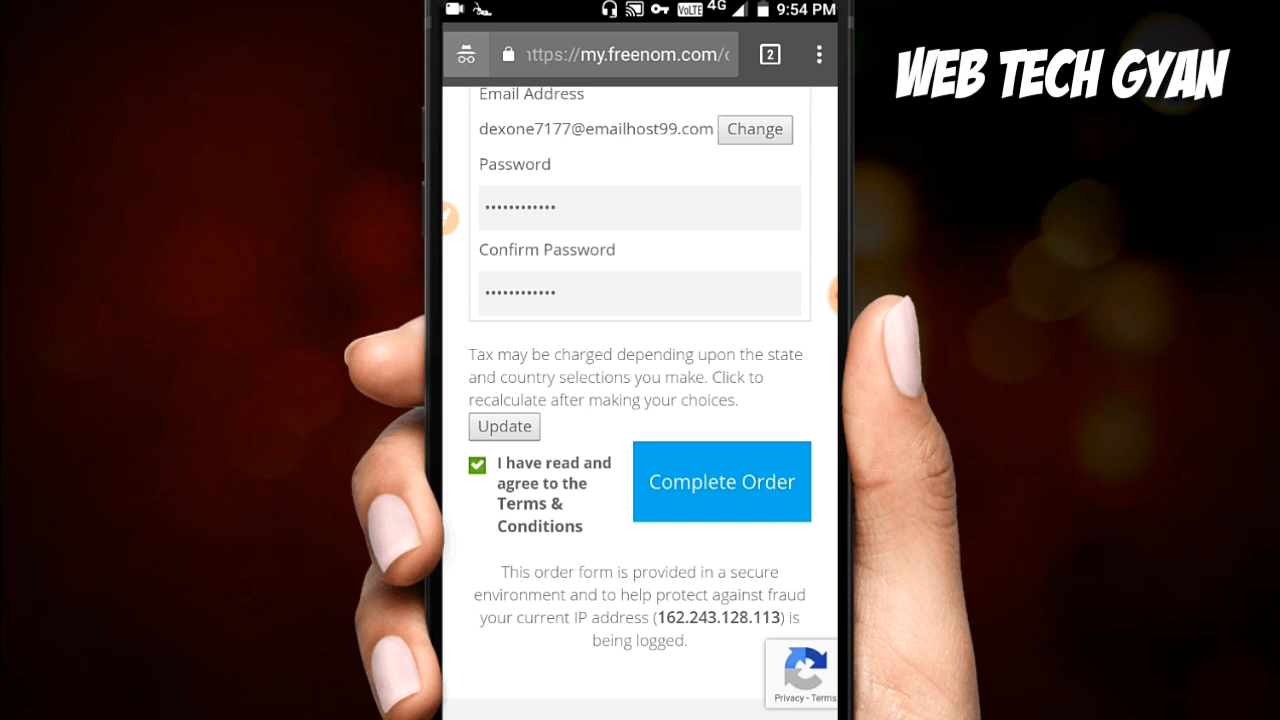 VoLTE 4G 9:54 PM
https://my.freenom.com/c 2
WEB TECH GYAN
Email Address
dexone7177@emailhost99.com Change
Password
••••••••••••
Confirm Password
••••••••••••
Tax may be charged depending upon the state
and country selections you make. Click to
recalculate after making your choices.
Update
I have read and
agree to the
Terms &
Conditions
Complete Order
This order form is provided in a secure
environment and to help protect against fraud
your current IP address (162.243.128.113) is
being logged.
Privacy - Terms